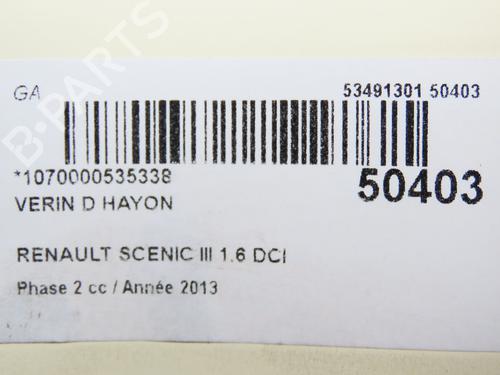 GA 53491301 50403
*1070000535338 50403
VERIN D HAYON
RENAULT SCENIC III 1.6 DCI
Phase 2 cc / Année 2013
B-PARTS